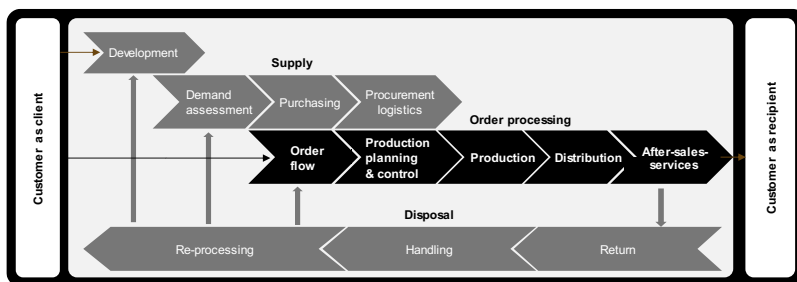 Customer as client
Development
Supply
Demand
assessment
Purchasing
Procurement
logistics
Order processing
Order
flow
Production
planning
& control
Production
Distribution
After-sales-
services
Disposal
Re-processing
Handling
Return
Customer as recipient